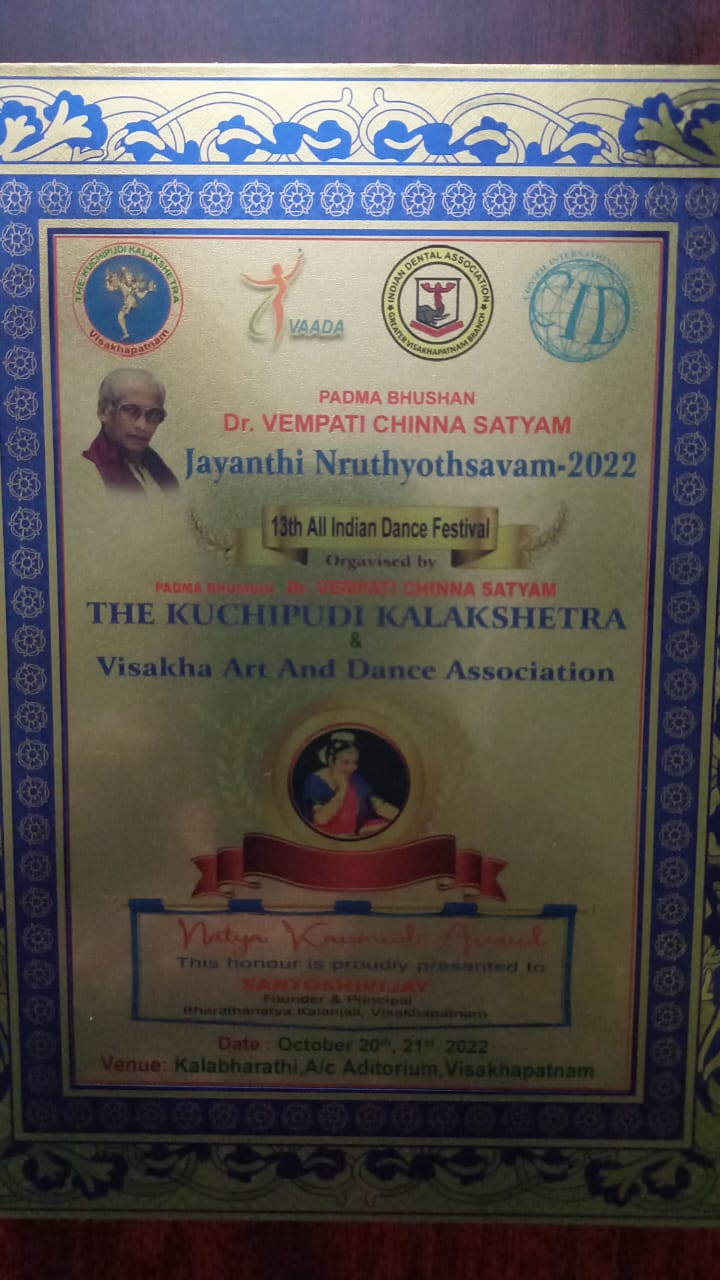 THE KUCHIPUDI KALAKSHETRA
Visakhapatnam
VAADA
INDIAN DENTAL ASSOCIATION
GREATER VISAKHAPATNAM BRANCH
CID
PADMA BHUSHAN
Dr. VEMPATI CHINNA SATYAM
Jayanthi Nruthyothsavam-2022
13th All Indian Dance Festival
Orgavised by
PADMA BHUSHAN Dr. VEMPATI CHINNA SATYAM
THE KUCHIPUDI KALAKSHETRA
&
Visakha Art And Dance Association
Natya Kaumudi Award
This honour is proudly presented to
SANTOSHIVIJAY
Founder & Principal
Bharathanatya Kalanjali, Visakhapatnam
Date : October 20th, 21st 2022
Venue: Kalabharathi,A/c Aditorium,Visakhapatnam